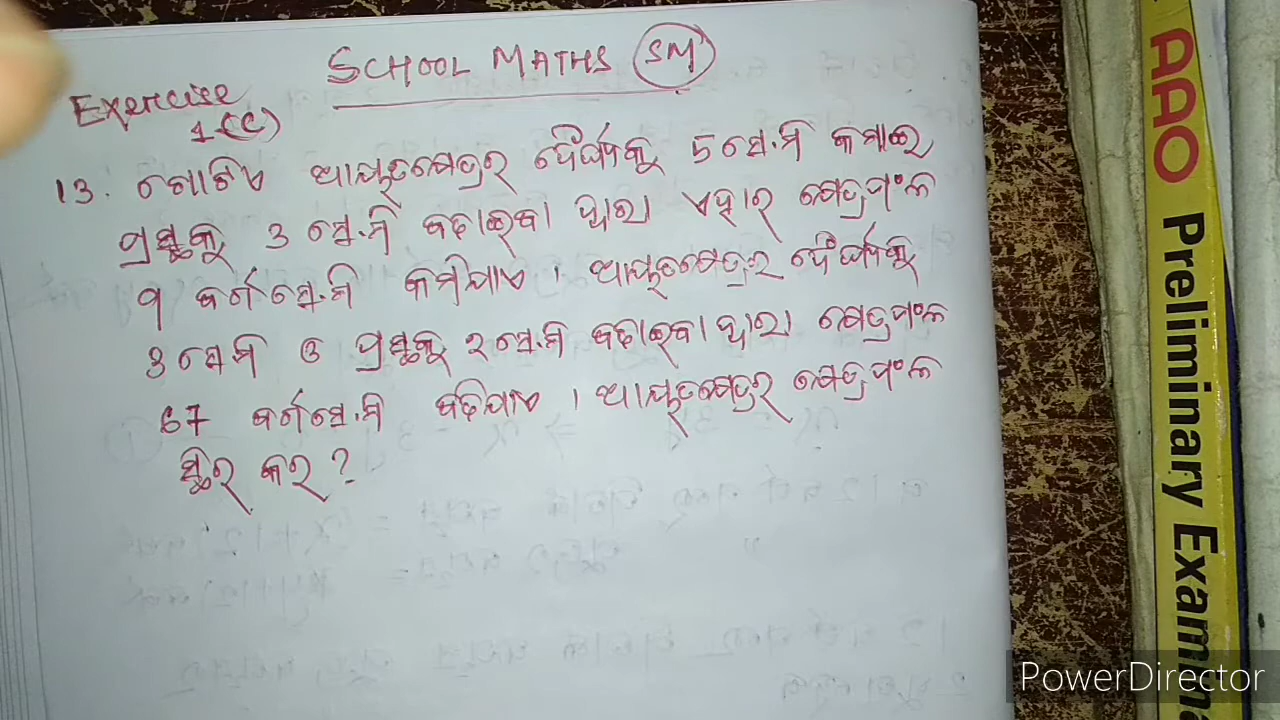 SCHOOL MATHS SM
Exercise
1(C)
13. ଗୋଟିଏ ଆୟତକ୍ଷେତ୍ରର ଦୈର୍ଘ୍ୟକୁ 5 ସେ.ମି କମାଇ
ପ୍ରସ୍ଥକୁ 3 ସେ.ମି ବଢାଇବା ଦ୍ୱାରା ଏହାର କ୍ଷେତ୍ରଫଳ
9 ବର୍ଗସେ.ମି କମିଯାଏ । ଆୟତକ୍ଷେତ୍ରର ଦୈର୍ଘ୍ୟକୁ
3 ସେ.ମି ଓ ପ୍ରସ୍ଥକୁ 2 ସେ.ମି ବଢାଇବା ଦ୍ୱାରା କ୍ଷେତ୍ରଫଳ
67 ବର୍ଗସେ.ମି ବଢିଯାଏ । ଆୟତକ୍ଷେତ୍ରର କ୍ଷେତ୍ରଫଳ
ସ୍ଥିର କର ?
AAO Preliminary
PowerDirector